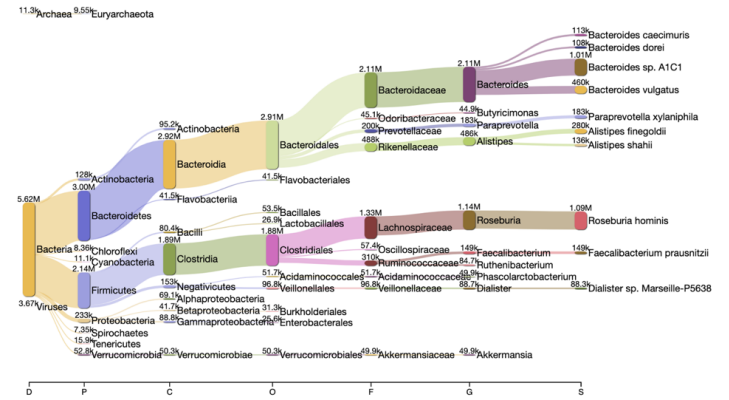 11.3k Archaea 9.55k Euryarchaeota
5.62M Bacteria
3.67k Viruses
128k Actinobacteria
3.00M Bacteroidetes
8.36k Chloroflexi
11.1k Cyanobacteria
2.14M Firmicutes
233k Proteobacteria
7.35k Spirochaetes
15.9k Tenericutes
52.8k Verrucomicrobia
95.2k Actinobacteria
2.92M Bacteroidia
41.5k Flavobacteriia
80.4k Bacilli
1.89M Clostridia
153k Negativicutes
69.1k Alphaproteobacteria
41.7k Betaproteobacteria
88.8k Gammaproteobacteria
50.3k Verrucomicrobiae
2.91M Bacteroidales
41.5k Flavobacteriales
53.5k Bacillales
26.9k Lactobacillales
1.88M Clostridiales
51.7k Acidaminococcales
96.8k Veillonellales
31.3k Burkholderiales
25.6k Enterobacterales
50.3k Verrucomicrobiales
2.11M Bacteroidaceae
45.1k Odoribacteraceae
200k Prevotellaceae
488k Rikenellaceae
1.33M Lachnospiraceae
57.4k Oscillospiraceae
310k Ruminococcaceae
51.7k Acidaminococcaceae
96.8k Veillonellaceae
49.9k Akkermansiaceae
2.11M Bacteroides
44.9k Butyricimonas
183k Paraprevotella
486k Alistipes
1.14M Roseburia
149k Faecalibacterium
84.7k Ruthenibacterium
49.9k Phascolarctobacterium
88.7k Dialister
49.9k Akkermansia
113k Bacteroides caecimuris
108k Bacteroides dorei
1.01M Bacteroides sp. A1C1
460k Bacteroides vulgatus
183k Paraprevotella xylaniphila
280k Alistipes finegoldii
136k Alistipes shahii
1.09M Roseburia hominis
149k Faecalibacterium prausnitzii
88.3k Dialister sp. Marseille-P5638
D P C O F G S